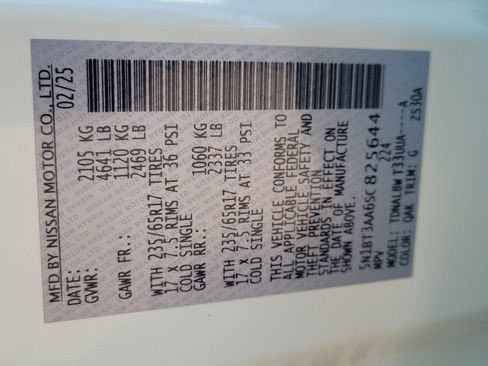 MFD BY NISSAN MOTOR CO., LTD.
DATE: 02/25
GVWR: 2105 KG
4641 LB
GAWR FR.: 1120 KG
2469 LB
WITH 235/65R17 TIRES
17 X 7.5 RIMS AT 36 PSI
COLD SINGLE
GAWR RR.: 1060 KG
2337 LB
WITH 235/65R17 TIRES
17 X 7.5 RIMS AT 33 PSI
COLD SINGLE
THIS VEHICLE CONFORMS TO
ALL APPLICABLE FEDERAL
MOTOR VEHICLE SAFETY AND
THEFT PREVENTION
STANDARDS IN EFFECT ON
THE DATE OF MANUFACTURE
SHOWN ABOVE.
5N1BT3AA6SC825644
MPV 224
MODEL: TDNALBW T33UUA----A
COLOR: QAK TRIM: G ZS30A